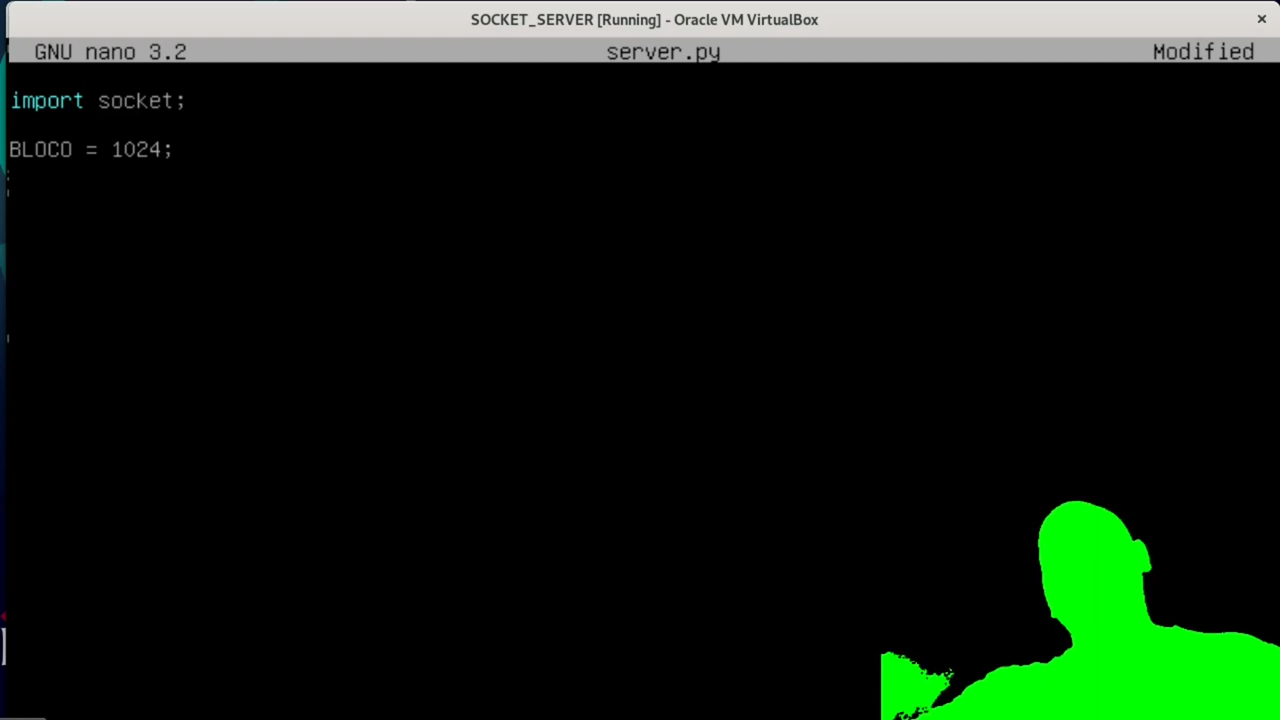 SOCKET_SERVER [Running] - Oracle VM VirtualBox
GNU nano 3.2 server.py Modified
import socket;
BLOCO = 1024;